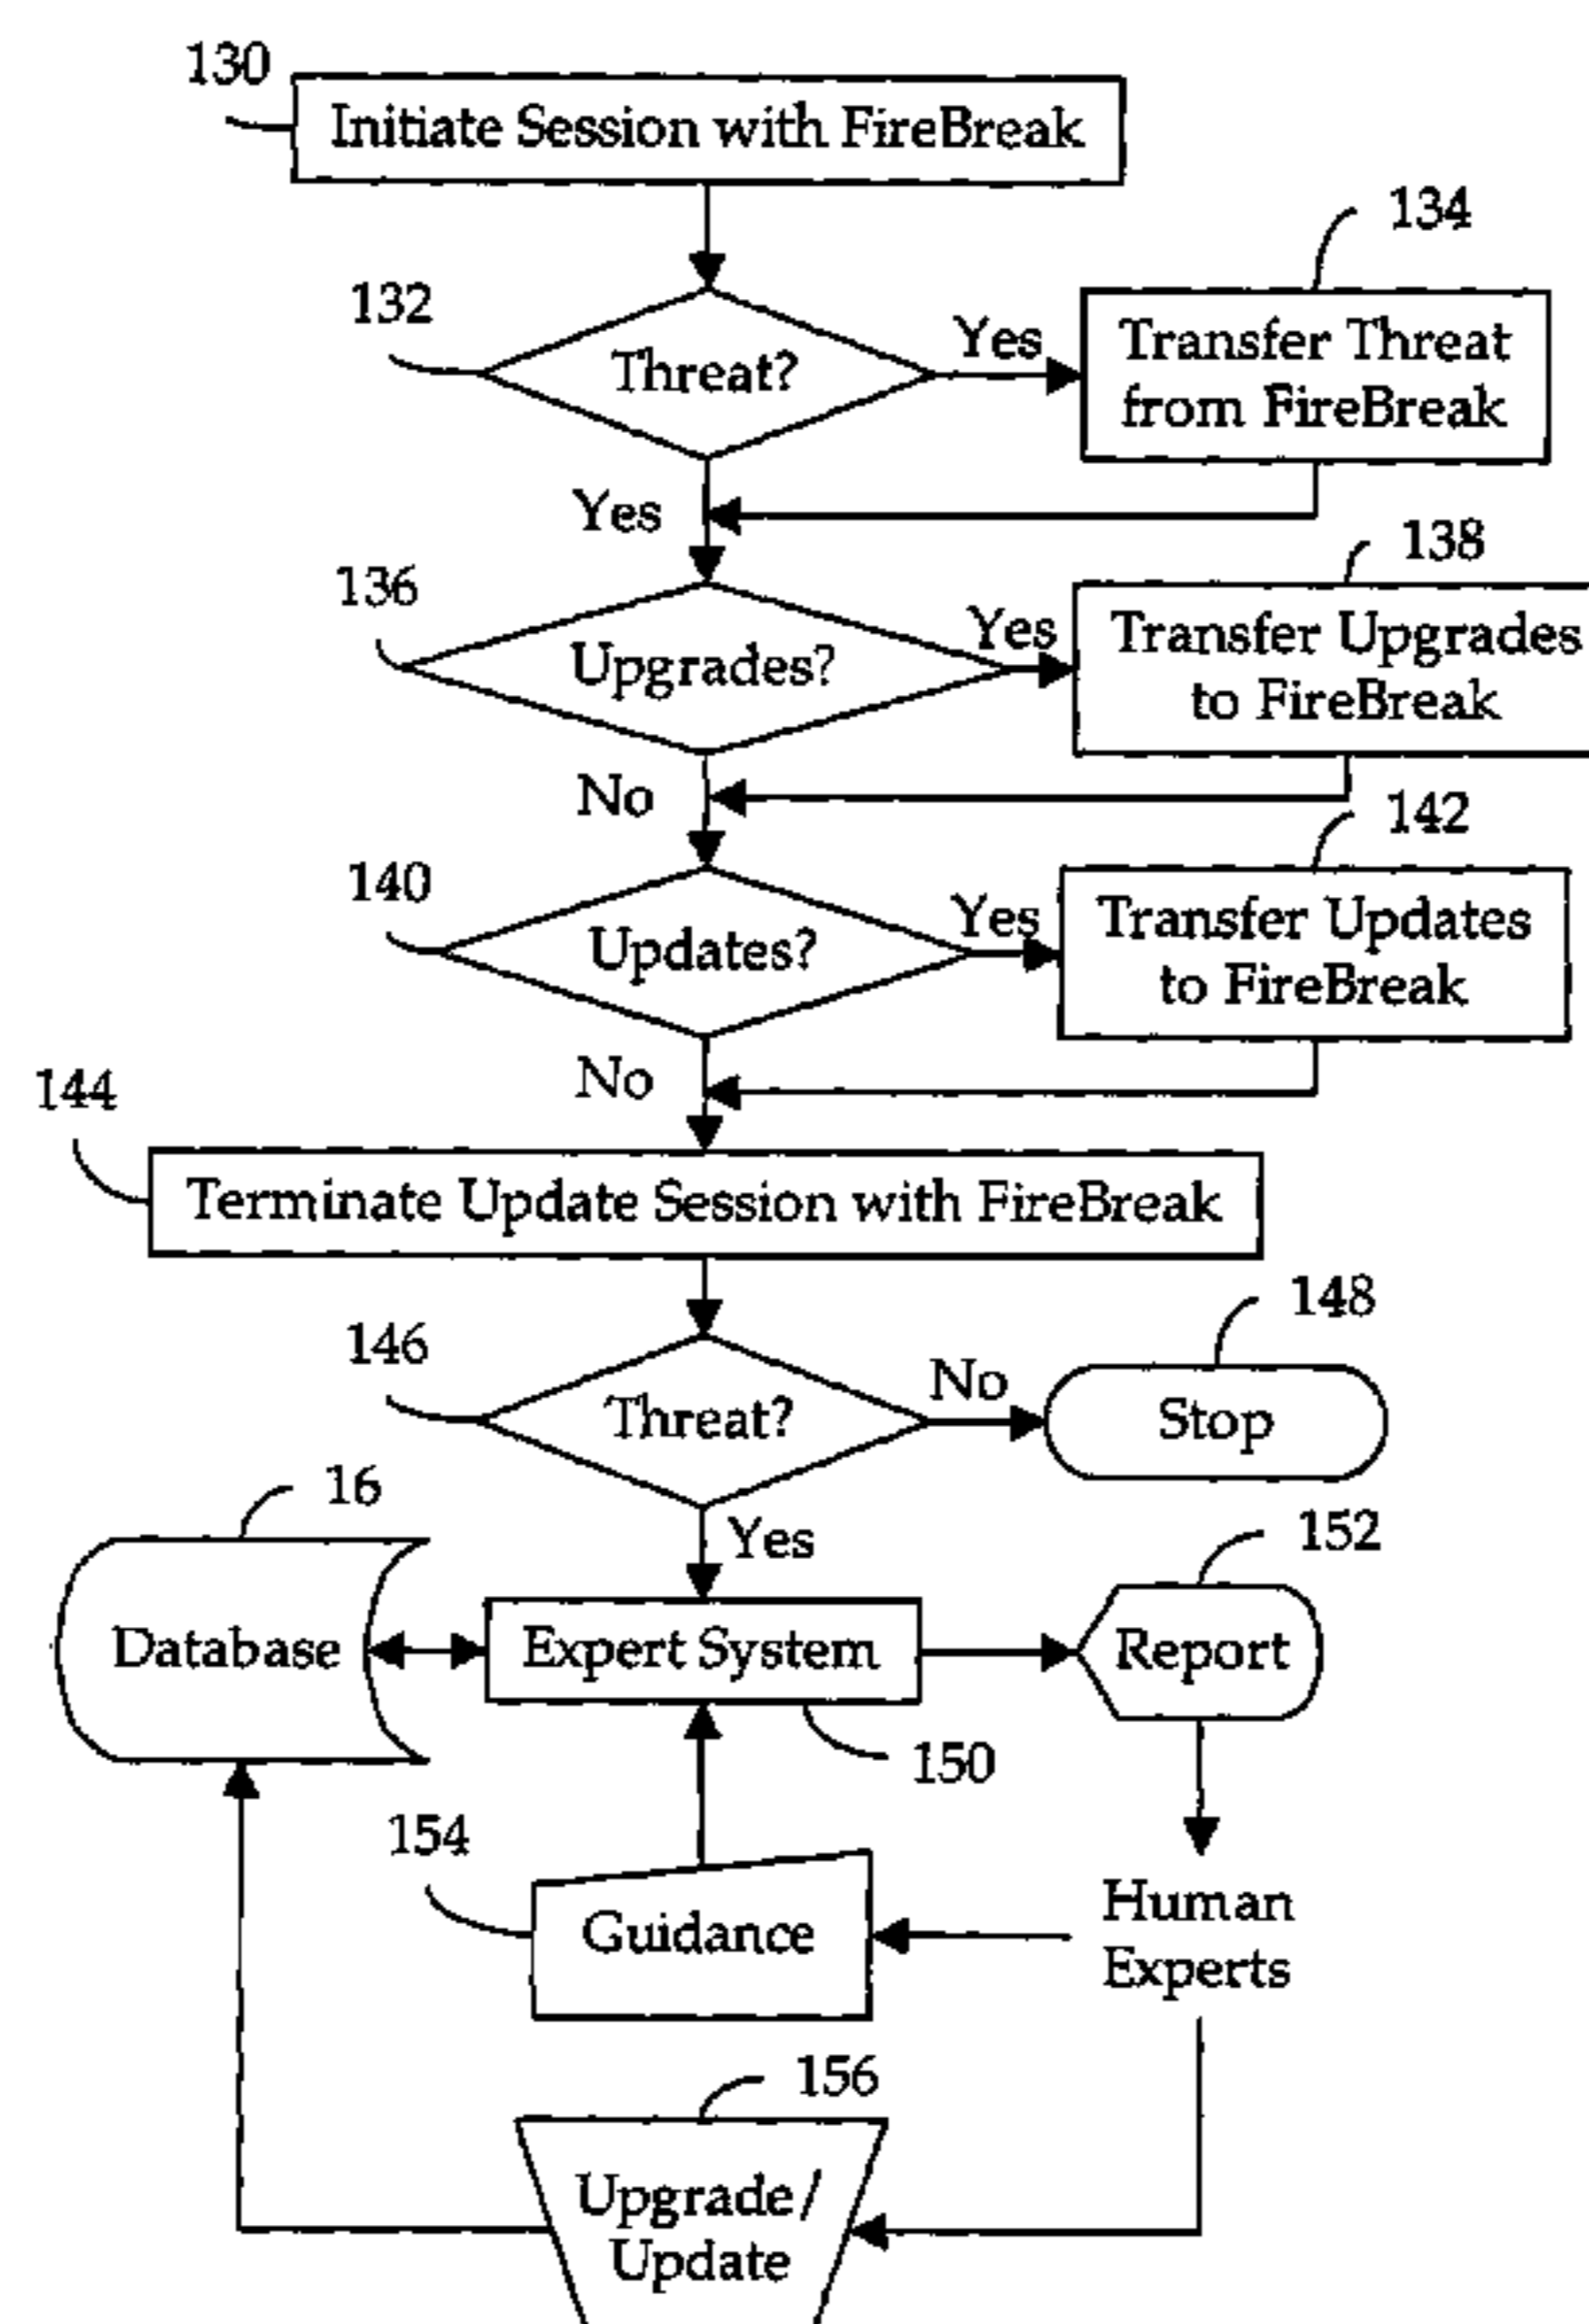 130
Initiate Session with FireBreak
134
132
Threat?
Yes
Transfer Threat
from FireBreak
Yes
138
136
Upgrades?
Yes
Transfer Upgrades
to FireBreak
No
142
140
Updates?
Yes
Transfer Updates
to FireBreak
No
144
Terminate Update Session with FireBreak
148
146
Threat?
No
Stop
16
Yes
152
Database
Expert System
Report
150
154
Guidance
Human
Experts
156
Upgrade/
Update